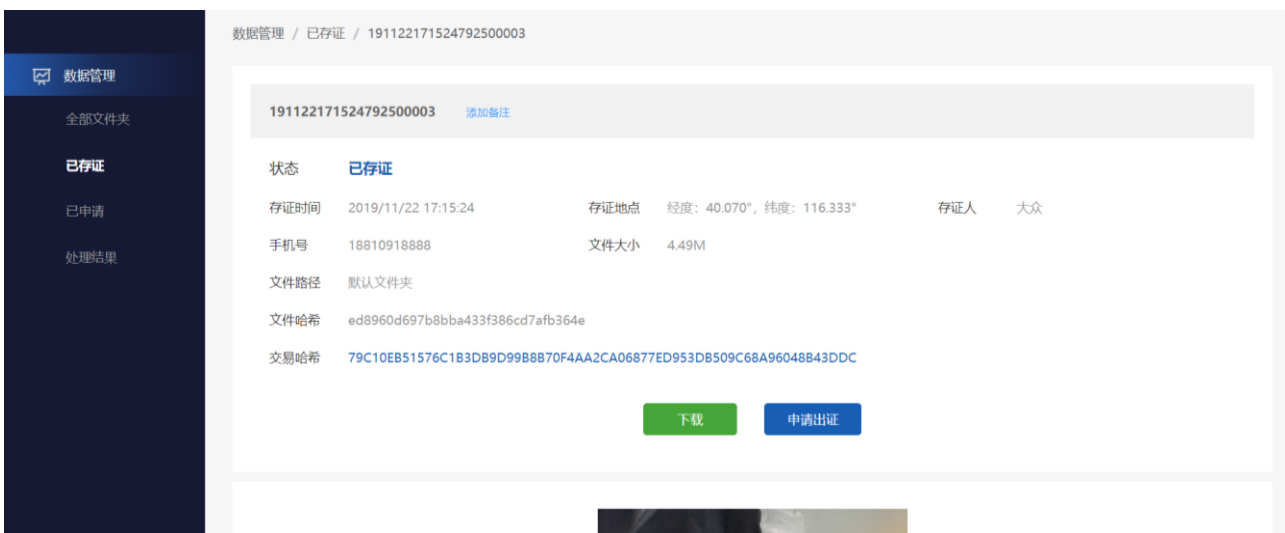 数据管理 / 已存证 / 191122171524792500003
数据管理
全部文件夹
已存证
已申请
处理结果
191122171524792500003 添加备注
状态 已存证
存证时间 2019/11/22 17:15:24 存证地点 经度：40.070°，纬度：116.333° 存证人 大众
手机号 18810918888 文件大小 4.49M
文件路径 默认文件夹
文件哈希 ed8960d697b8bba433f386cd7afb364e
交易哈希 79C10EB51576C1B3DB9D99B8B70F4AA2CA06877ED953DB509C68A96048B43DDC
下载 申请出证